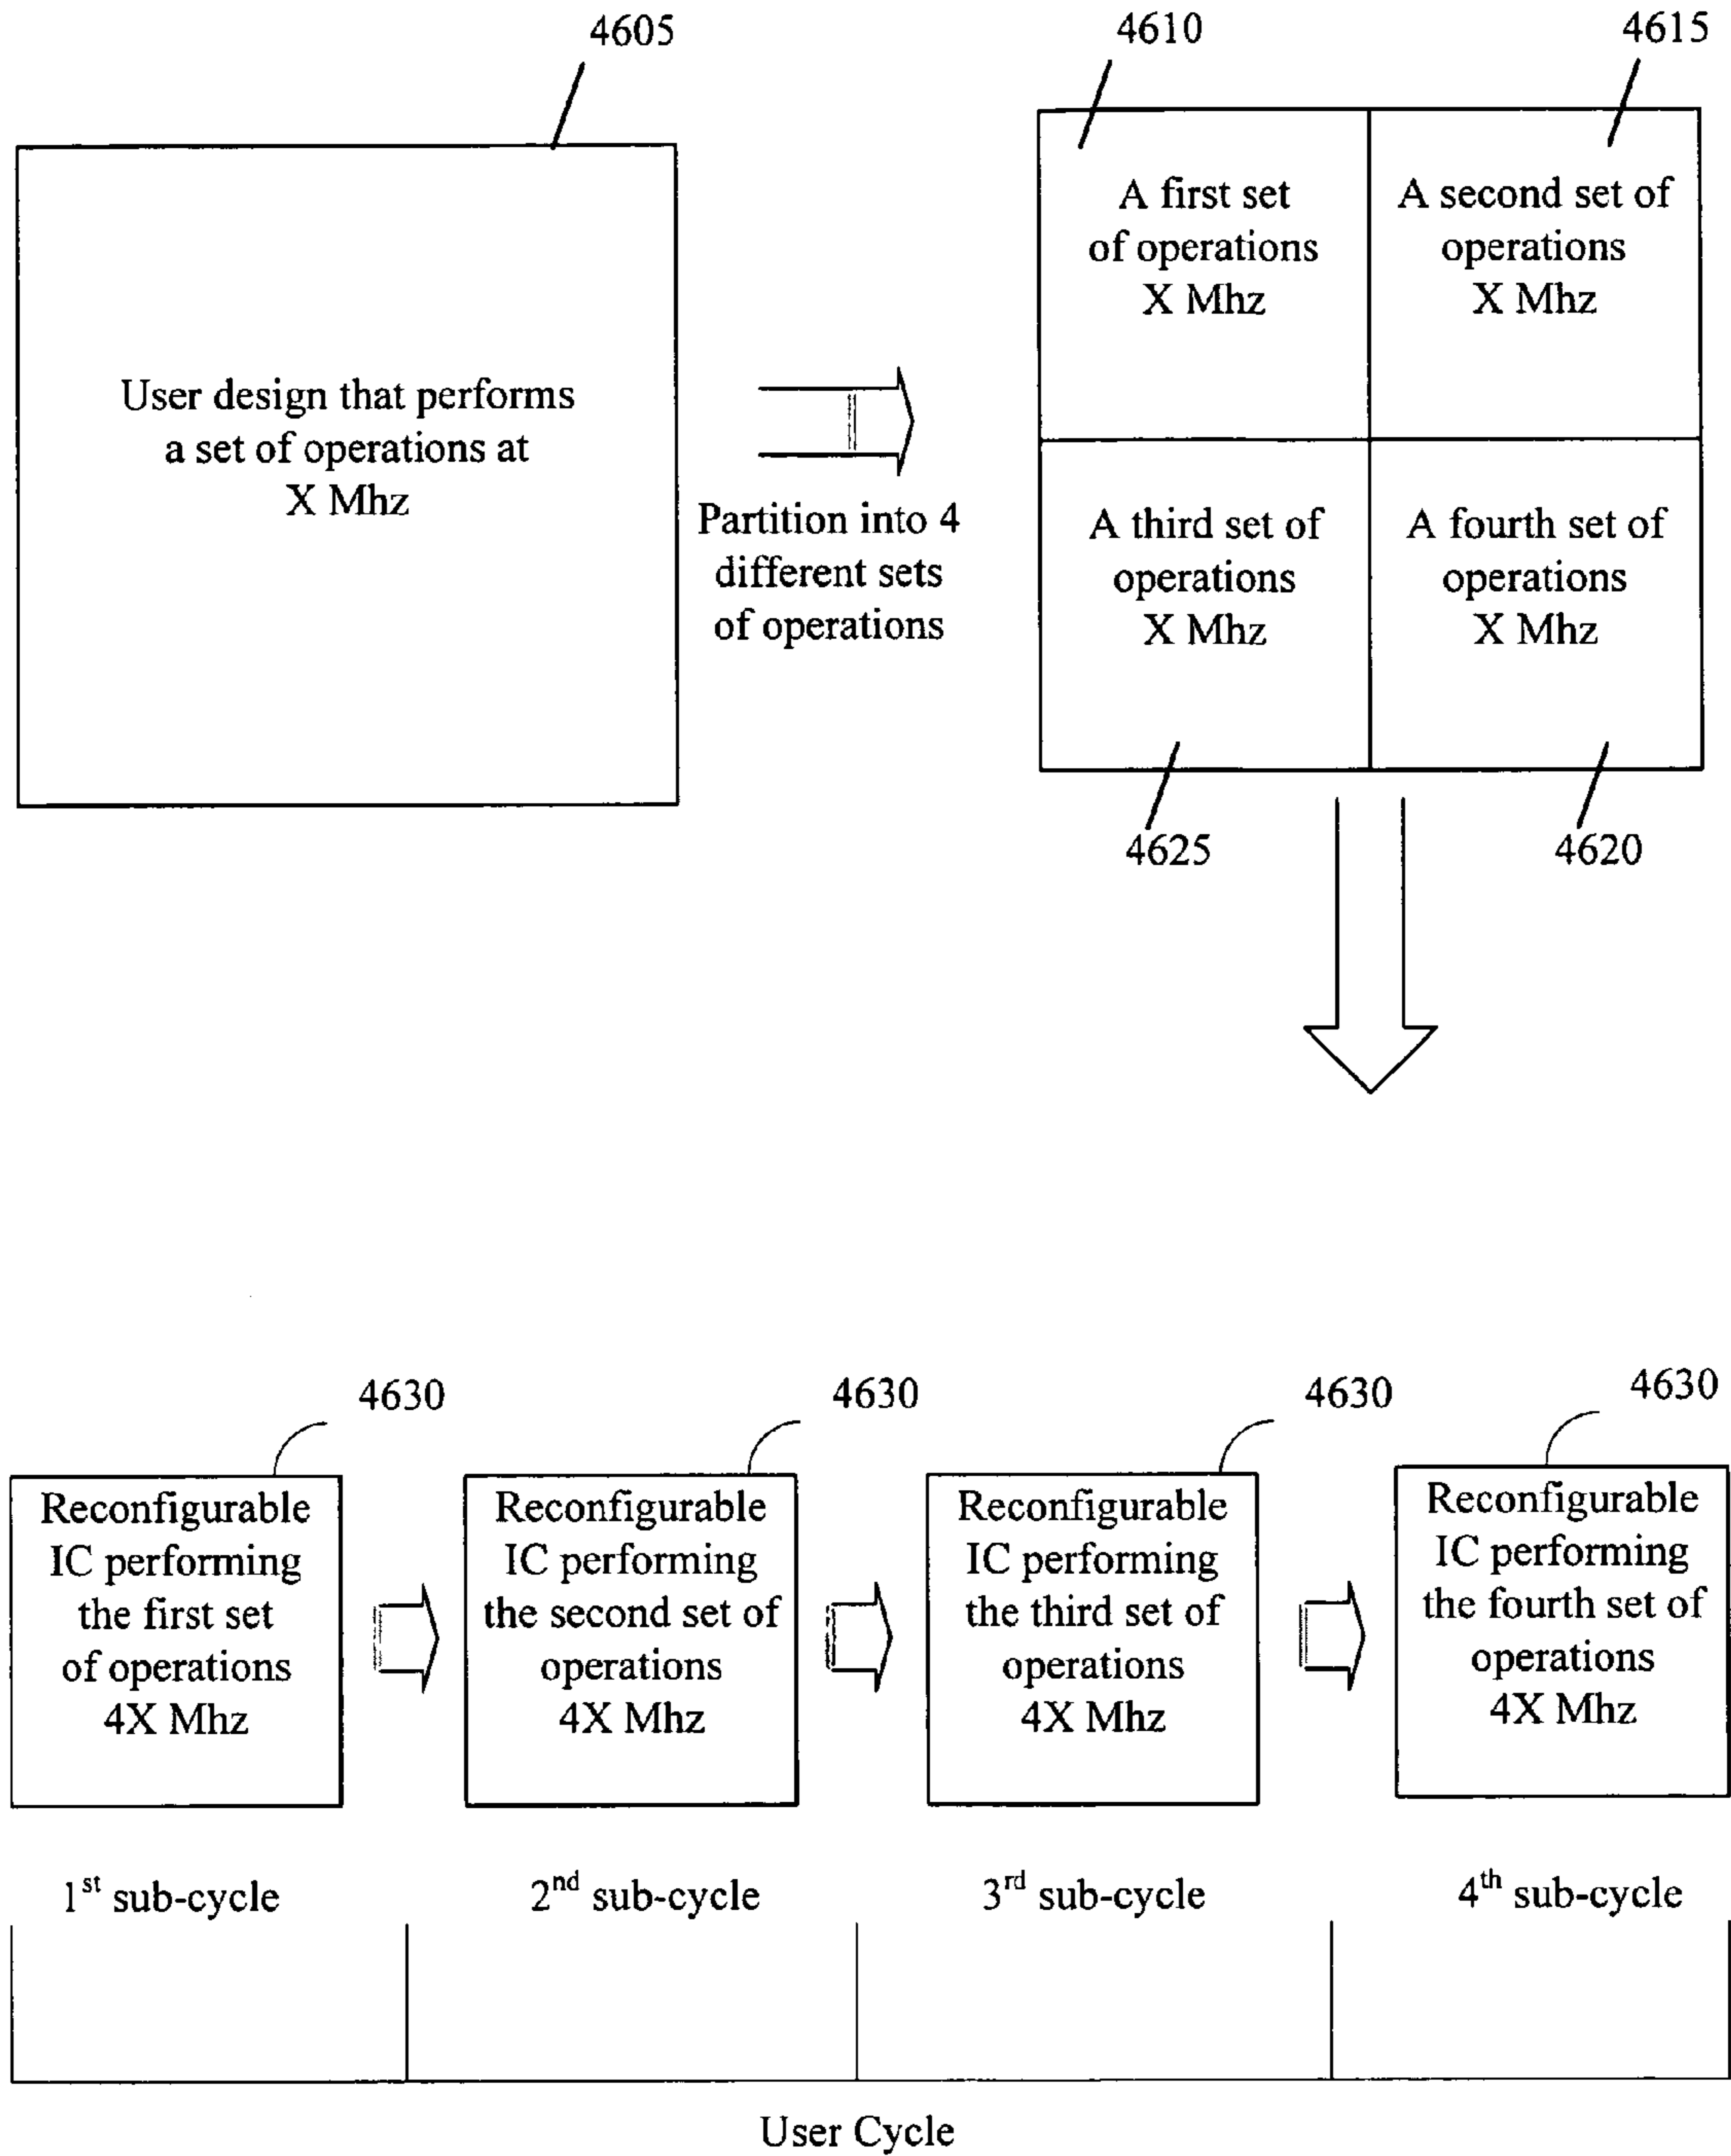 4605
4610
4615
User design that performs
a set of operations at
X Mhz
Partition into 4
different sets
of operations
A first set
of operations
X Mhz
A second set of
operations
X Mhz
A third set of
operations
X Mhz
A fourth set of
operations
X Mhz
4625
4620
4630
4630
4630
4630
Reconfigurable
IC performing
the first set
of operations
4X Mhz
Reconfigurable
IC performing
the second set of
operations
4X Mhz
Reconfigurable
IC performing
the third set of
operations
4X Mhz
Reconfigurable
IC performing
the fourth set of
operations
4X Mhz
1st sub-cycle
2nd sub-cycle
3rd sub-cycle
4th sub-cycle
User Cycle